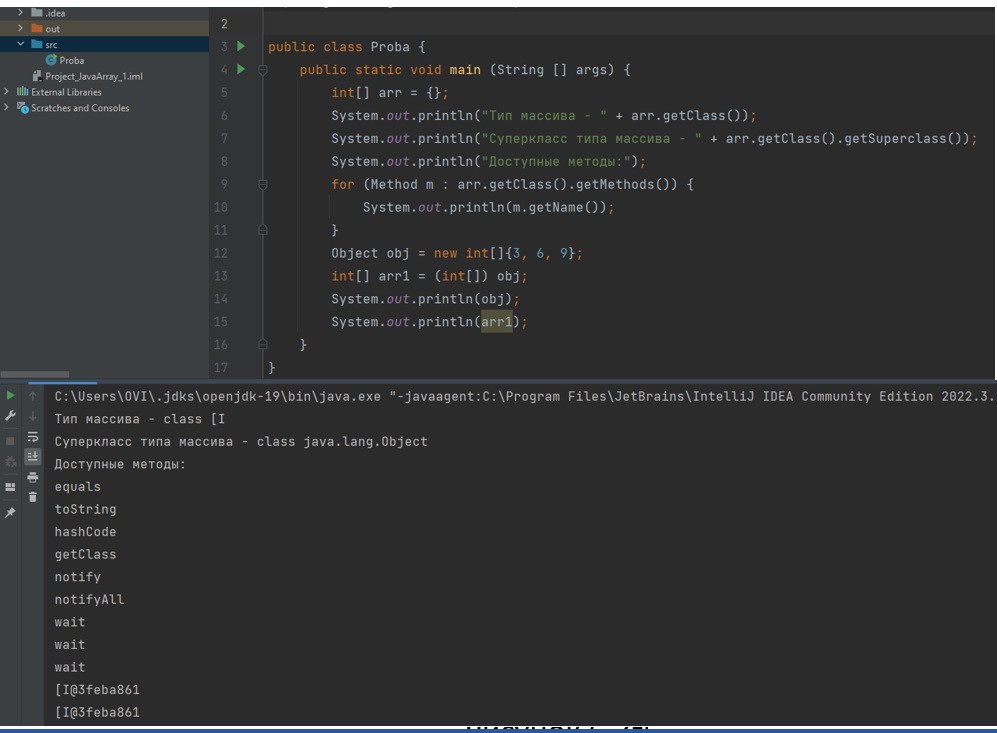 .idea
out
src
Proba
Project_JavaArray_1.iml
External Libraries
Scratches and Consoles
2
3 public class Proba {
4 public static void main (String [] args) {
5 int[] arr = {};
6 System.out.println("Тип массива - " + arr.getClass());
7 System.out.println("Суперкласс типа массива - " + arr.getClass().getSuperclass());
8 System.out.println("Доступные методы:");
9 for (Method m : arr.getClass().getMethods()) {
10 System.out.println(m.getName());
11 }
12 Object obj = new int[]{3, 6, 9};
13 int[] arr1 = (int[]) obj;
14 System.out.println(obj);
15 System.out.println(arr1);
16 }
17 }
C:\Users\OVI\.jdks\openjdk-19\bin\java.exe "-javaagent:C:\Program Files\JetBrains\IntelliJ IDEA Community Edition 2022.3.
Тип массива - class [I
Суперкласс типа массива - class java.lang.Object
Доступные методы:
equals
toString
hashCode
getClass
notify
notifyAll
wait
wait
wait
[I@3feba861
[I@3feba861